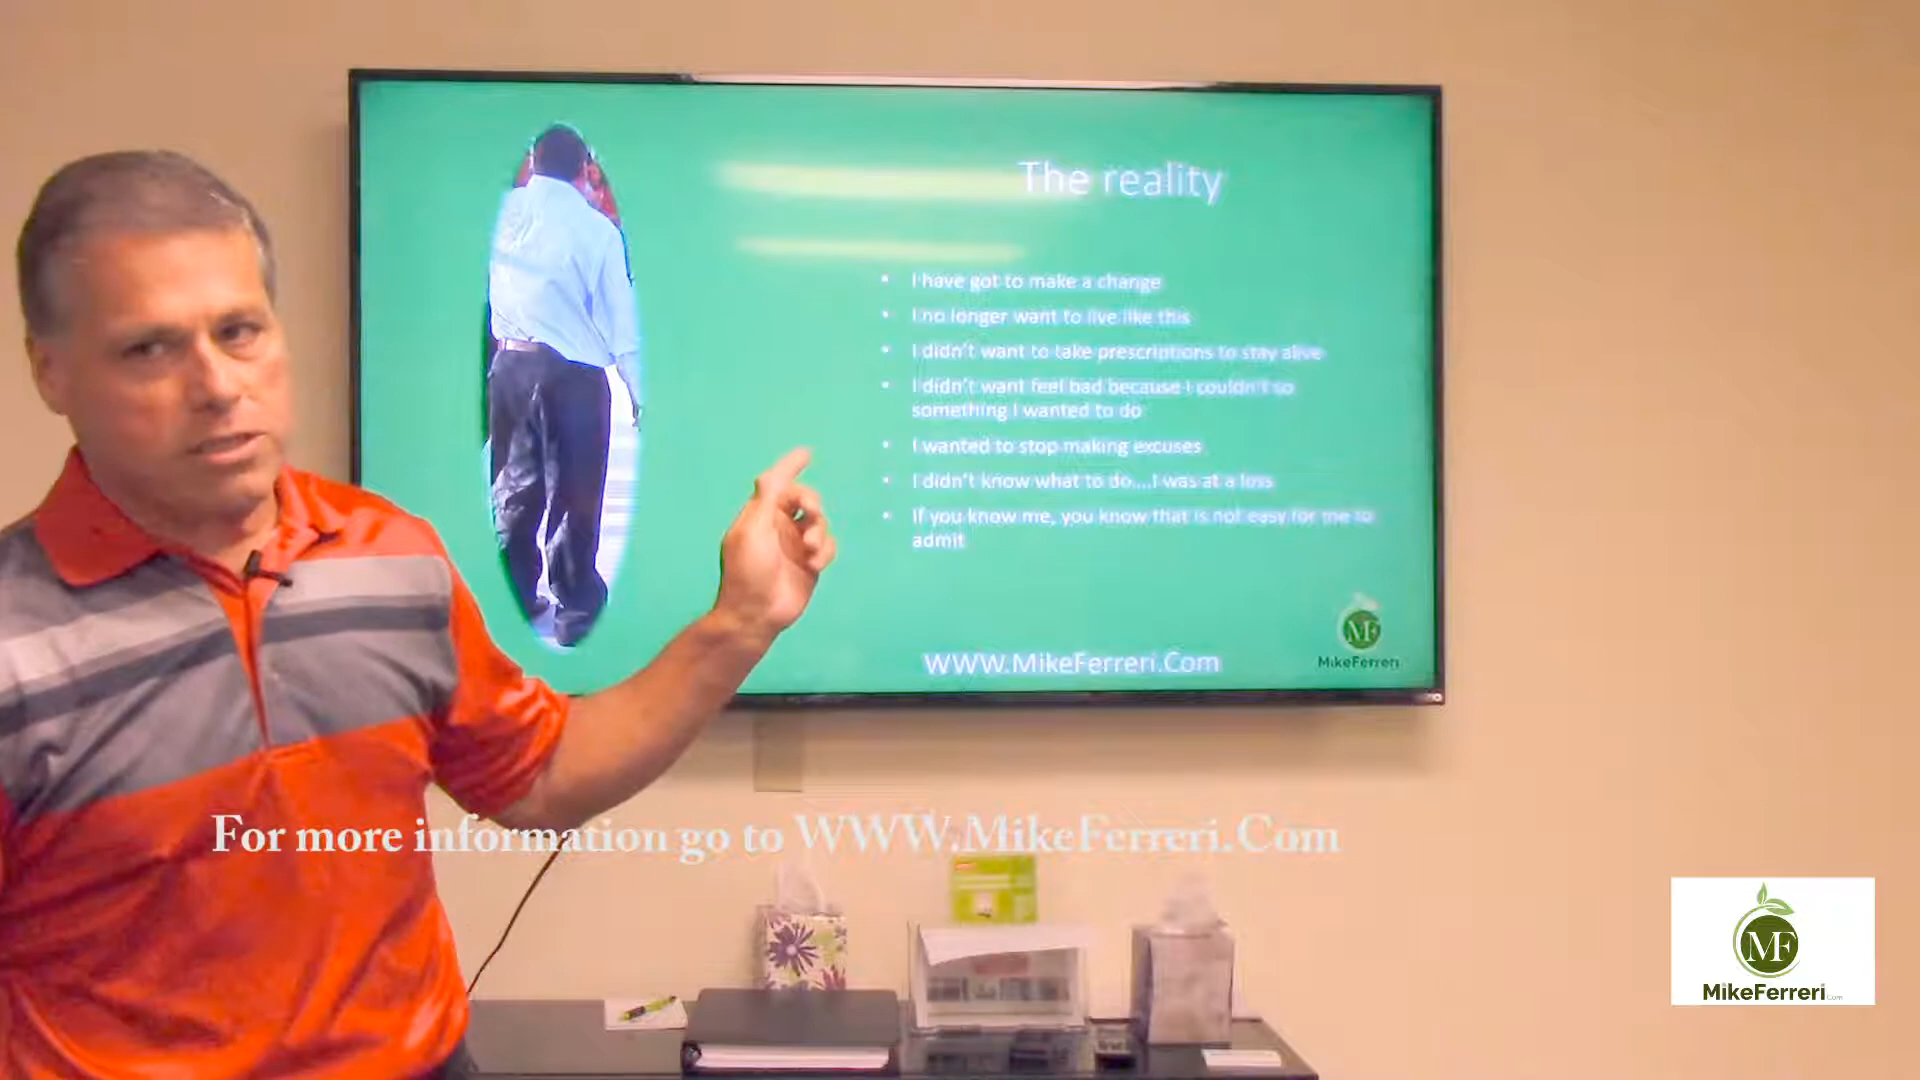 The reality
• I have got to make a change
• I no longer want to live like this
• I didn't want to take prescriptions to stay alive
• I didn't want feel bad because I couldn't so
something I wanted to do
• I wanted to stop making excuses
• I didn't know what to do....I was at a loss
• If you know me, you know that is not easy for me to
admit
MF
MikeFerreri
WWW.MikeFerreri.Com
For more information go to WWW.MikeFerreri.Com
MF
MikeFerreri.Com